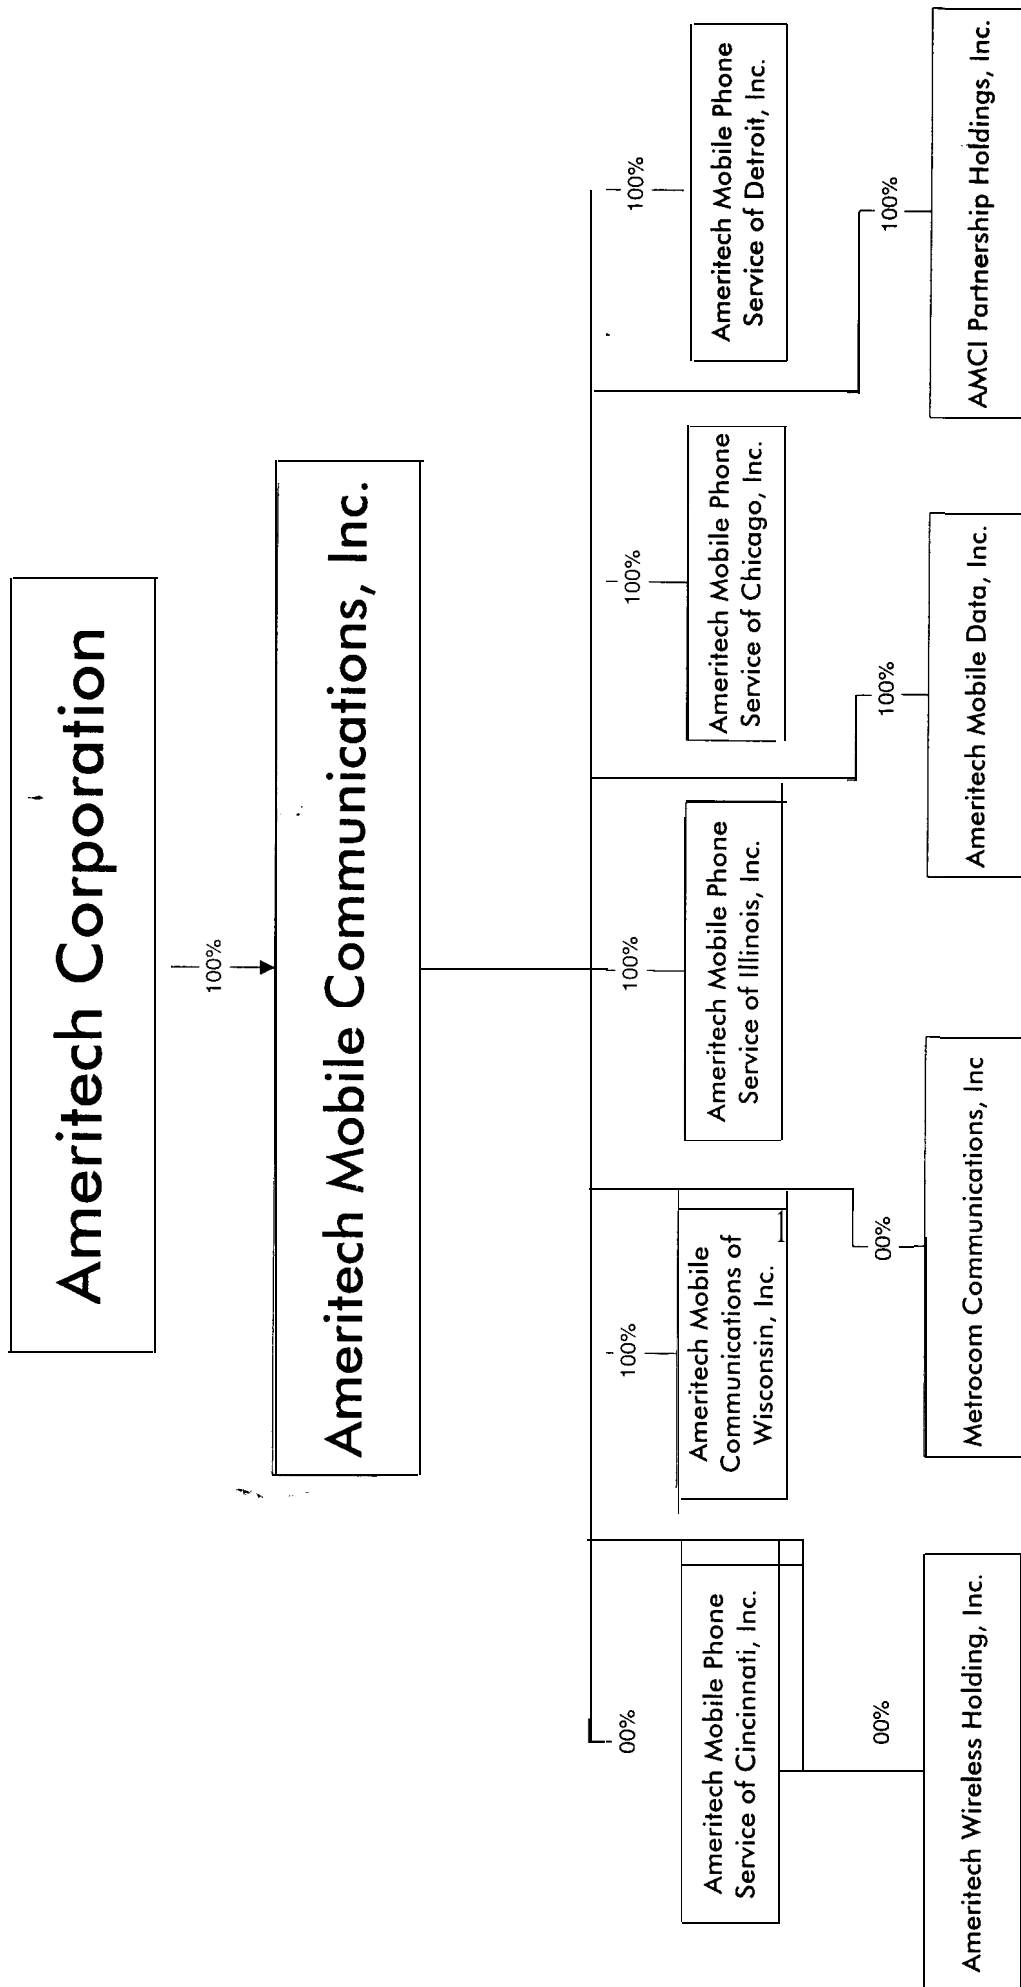 Ameritech Corporation
100%
Ameritech Mobile Communications, Inc.
00%
100%
100%
100%
100%
Ameritech Mobile Phone
Service of Cincinnati, Inc.
Ameritech Mobile
Communications of
Wisconsin, Inc.
1
Ameritech Mobile Phone
Service of Illinois, Inc.
Ameritech Mobile Phone
Service of Chicago, Inc.
Ameritech Mobile Phone
Service of Detroit, Inc.
00%
00%
100%
100%
Ameritech Wireless Holding, Inc.
Metrocom Communications, Inc
Ameritech Mobile Data, Inc.
AMCI Partnership Holdings, Inc.